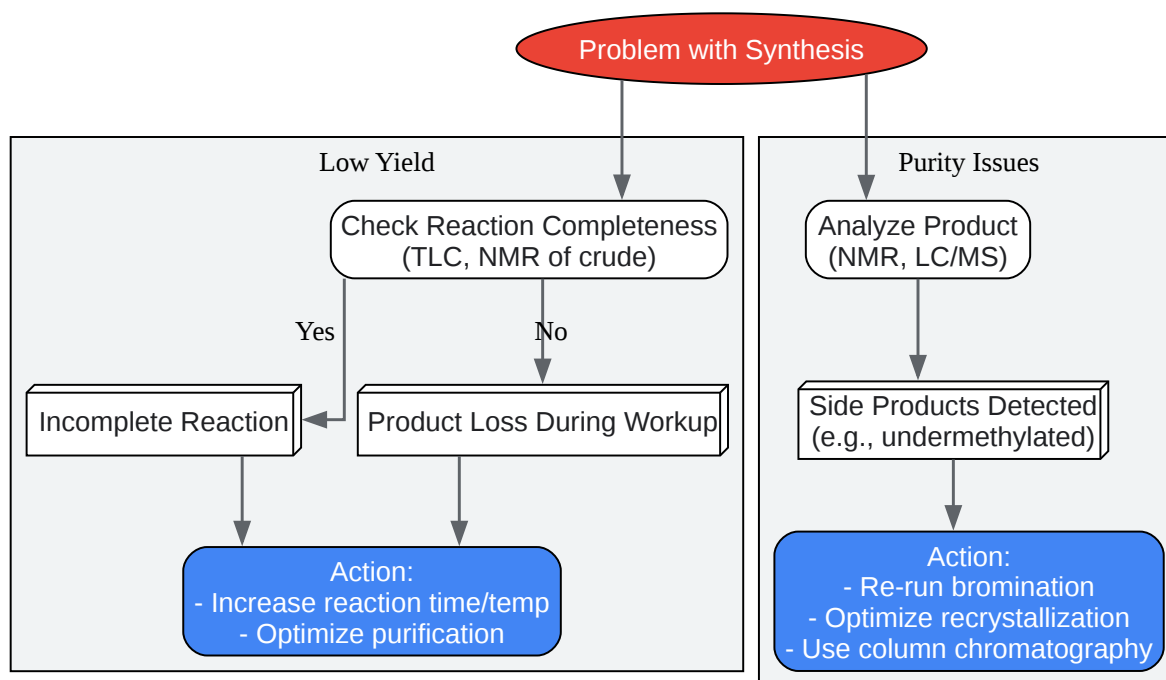 Problem with Synthesis
Low Yield
Check Reaction Completeness
(TLC, NMR of crude)
Yes
No
Incomplete Reaction
Product Loss During Workup
Action:
- Increase reaction time/temp
- Optimize purification
Purity Issues
Analyze Product
(NMR, LC/MS)
Side Products Detected
(e.g., undermethylated)
Action:
- Re-run bromination
- Optimize recrystallization
- Use column chromatography